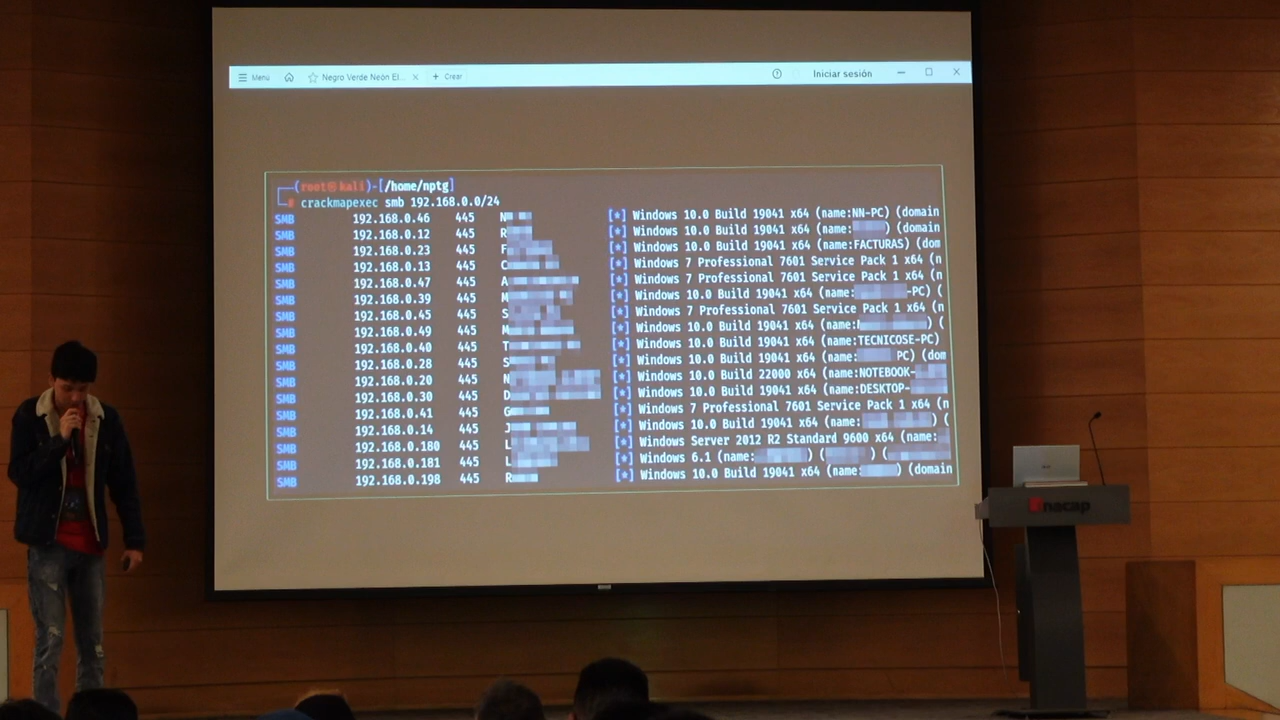 Menú Negro Verde Neón El... + Crear Iniciar sesión
(root㉿kali)-[/home/nptg]
# crackmapexec smb 192.168.0.0/24
SMB 192.168.0.46 445 N [*] Windows 10.0 Build 19041 x64 (name:NN-PC) (domain
SMB 192.168.0.12 445 R [*] Windows 10.0 Build 19041 x64 (name: ) (domain
SMB 192.168.0.23 445 F [*] Windows 10.0 Build 19041 x64 (name:FACTURAS) (dom
SMB 192.168.0.13 445 C [*] Windows 7 Professional 7601 Service Pack 1 x64 (n
SMB 192.168.0.47 445 A [*] Windows 7 Professional 7601 Service Pack 1 x64 (n
SMB 192.168.0.39 445 M [*] Windows 10.0 Build 19041 x64 (name: -PC) (
SMB 192.168.0.45 445 S [*] Windows 7 Professional 7601 Service Pack 1 x64 (n
SMB 192.168.0.49 445 M [*] Windows 10.0 Build 19041 x64 (name: ) (
SMB 192.168.0.40 445 T [*] Windows 10.0 Build 19041 x64 (name:TECNICOSE-PC)
SMB 192.168.0.28 445 S [*] Windows 10.0 Build 19041 x64 (name: PC) (dom
SMB 192.168.0.20 445 N [*] Windows 10.0 Build 22000 x64 (name:NOTEBOOK-
SMB 192.168.0.30 445 D [*] Windows 10.0 Build 19041 x64 (name:DESKTOP-
SMB 192.168.0.41 445 G [*] Windows 7 Professional 7601 Service Pack 1 x64 (n
SMB 192.168.0.14 445 J [*] Windows 10.0 Build 19041 x64 (name: ) (
SMB 192.168.0.180 445 L [*] Windows Server 2012 R2 Standard 9600 x64 (name:
SMB 192.168.0.181 445 L [*] Windows 6.1 (name: ) ( ) (
SMB 192.168.0.198 445 R [*] Windows 10.0 Build 19041 x64 (name: ) (domain
inacap